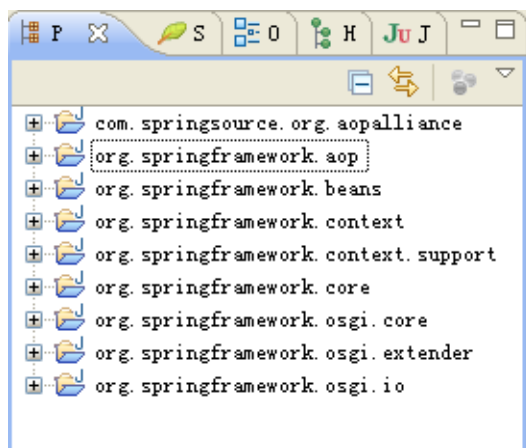 P S O H Ju J
com.springsource.org.aopalliance
org.springframework.aop
org.springframework.beans
org.springframework.context
org.springframework.context.support
org.springframework.core
org.springframework.osgi.core
org.springframework.osgi.extender
org.springframework.osgi.io